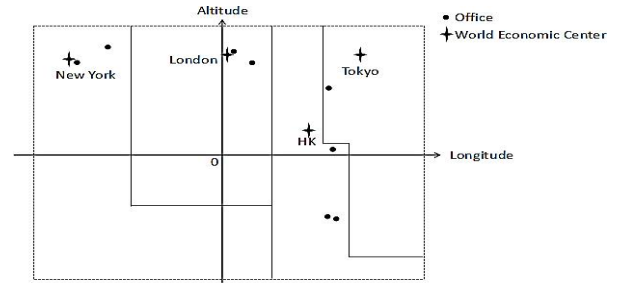 Altitude
Office
World Economic Center
London
New York
Tokyo
HK
0
Longitude